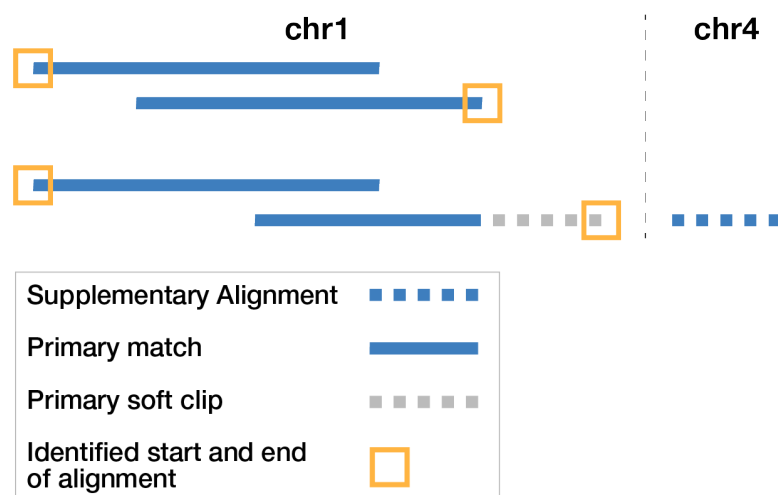 chr1
chr4
Supplementary Alignment
Primary match
Primary soft clip
Identified start and end
of alignment